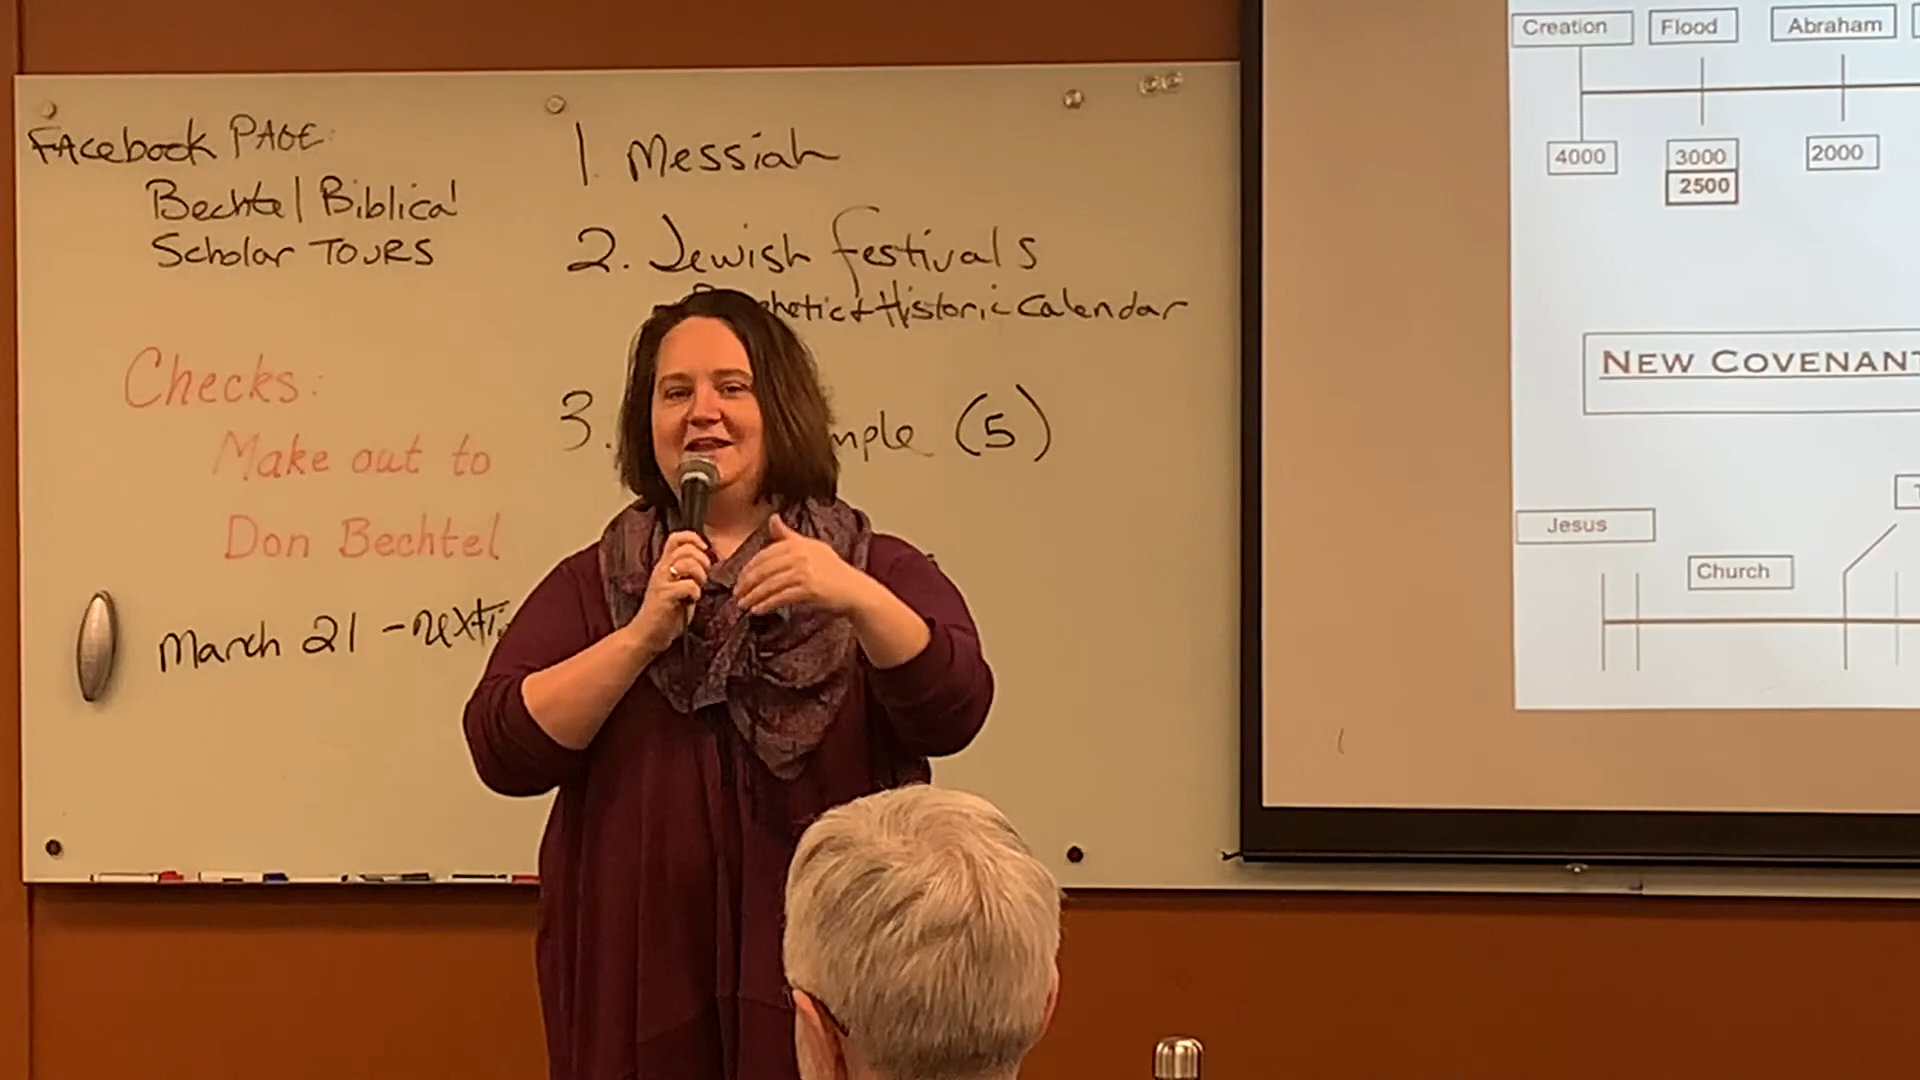 FAcebook PAGE:
Bechtel Biblical
Scholar TOURS
Checks:
Make out to
Don Bechtel
March 21 -
1. Messiah
2. Jewish festivals
& Historic Calendar
3.
(5)
Creation Flood Abraham
4000 3000 2000
2500
NEW COVENANT
Jesus
Church